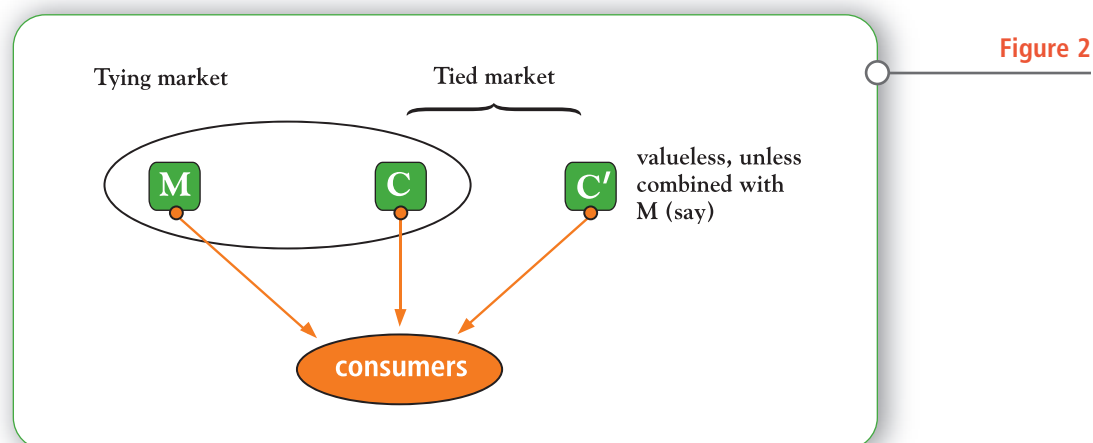 Figure 2
Tying market
Tied market
M
C
C′
valueless, unless
combined with
M (say)
consumers